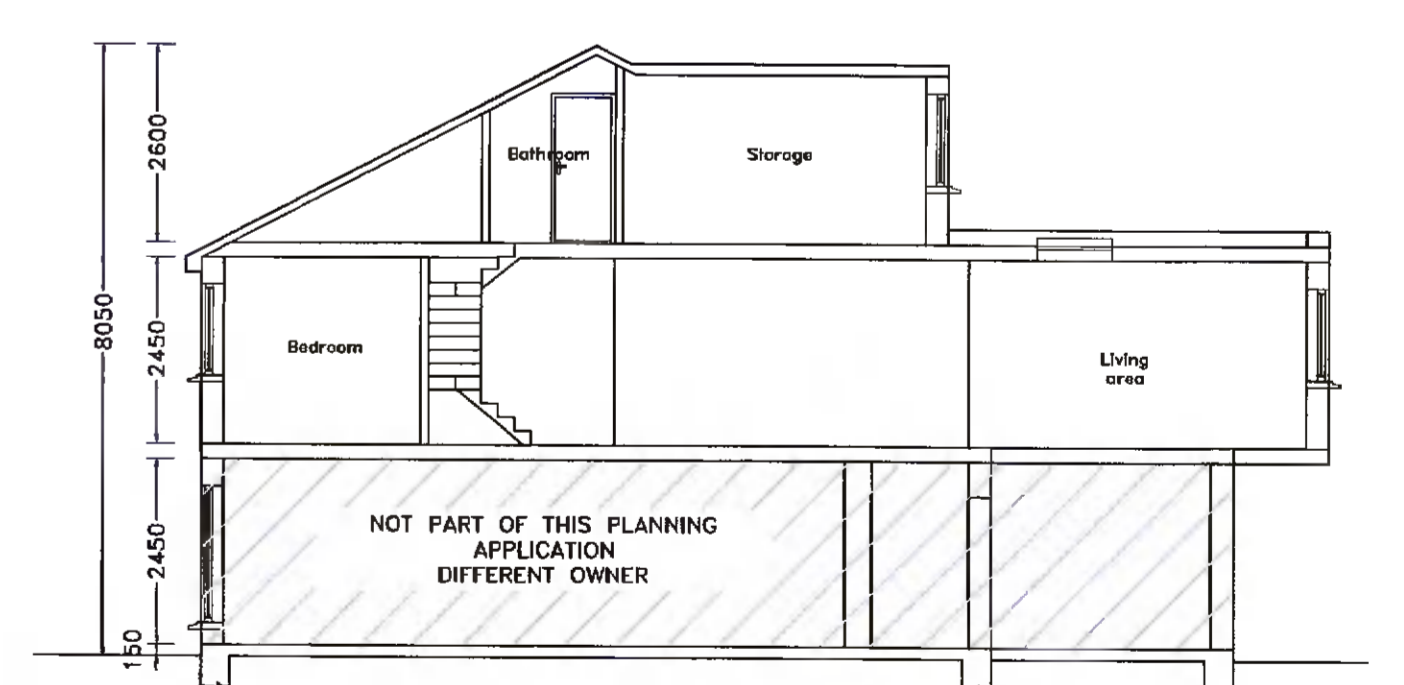 2600
Bathroom
Storage
8050
2450
Bedroom
Living
area
2450
NOT PART OF THIS PLANNING
APPLICATION
DIFFERENT OWNER
150